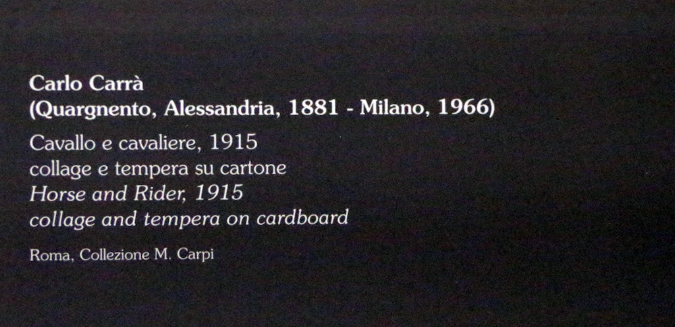 Carlo Carrà
(Quargnento, Alessandria, 1881 - Milano, 1966)
Cavallo e cavaliere, 1915
collage e tempera su cartone
Horse and Rider, 1915
collage and tempera on cardboard
Roma, Collezione M. Carpi